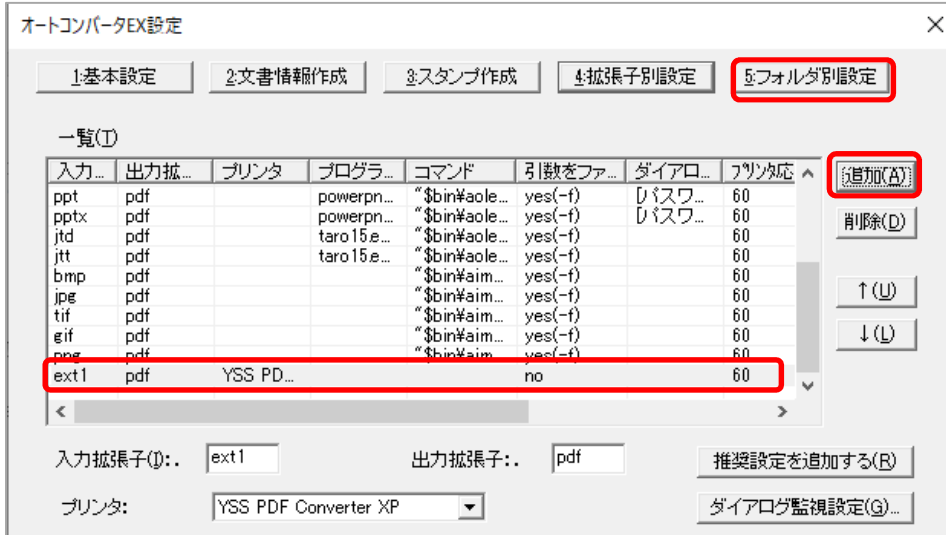 オートコンバータEX設定
1:基本設定 2:文書情報作成 3:スタンプ作成 4:拡張子別設定 5:フォルダ別設定
一覧(T)
入力... 出力拡... プリンタ プログラ... コマンド 引数をファ... ダイアロ... プリンタ応
追加(A)
ppt pdf powerpn... "$bin¥aole... yes(-f) [パスワ... 60
pptx pdf powerpn... "$bin¥aole... yes(-f) [パスワ... 60
削除(D)
jtd pdf taro15.e... "$bin¥aole... yes(-f) 60
jtt pdf taro15.e... "$bin¥aole... yes(-f) 60
bmp pdf "$bin¥aim... yes(-f) 60
jpg pdf "$bin¥aim... yes(-f) 60
↑(U)
tif pdf "$bin¥aim... yes(-f) 60
gif pdf "$bin¥aim... yes(-f) 60
↓(L)
png pdf "$bin¥aim... yes(-f) 60
ext1 pdf YSS PD... no 60
入力拡張子(I):. ext1 出力拡張子:. pdf 推奨設定を追加する(R)
プリンタ: YSS PDF Converter XP ダイアログ監視設定(G)...